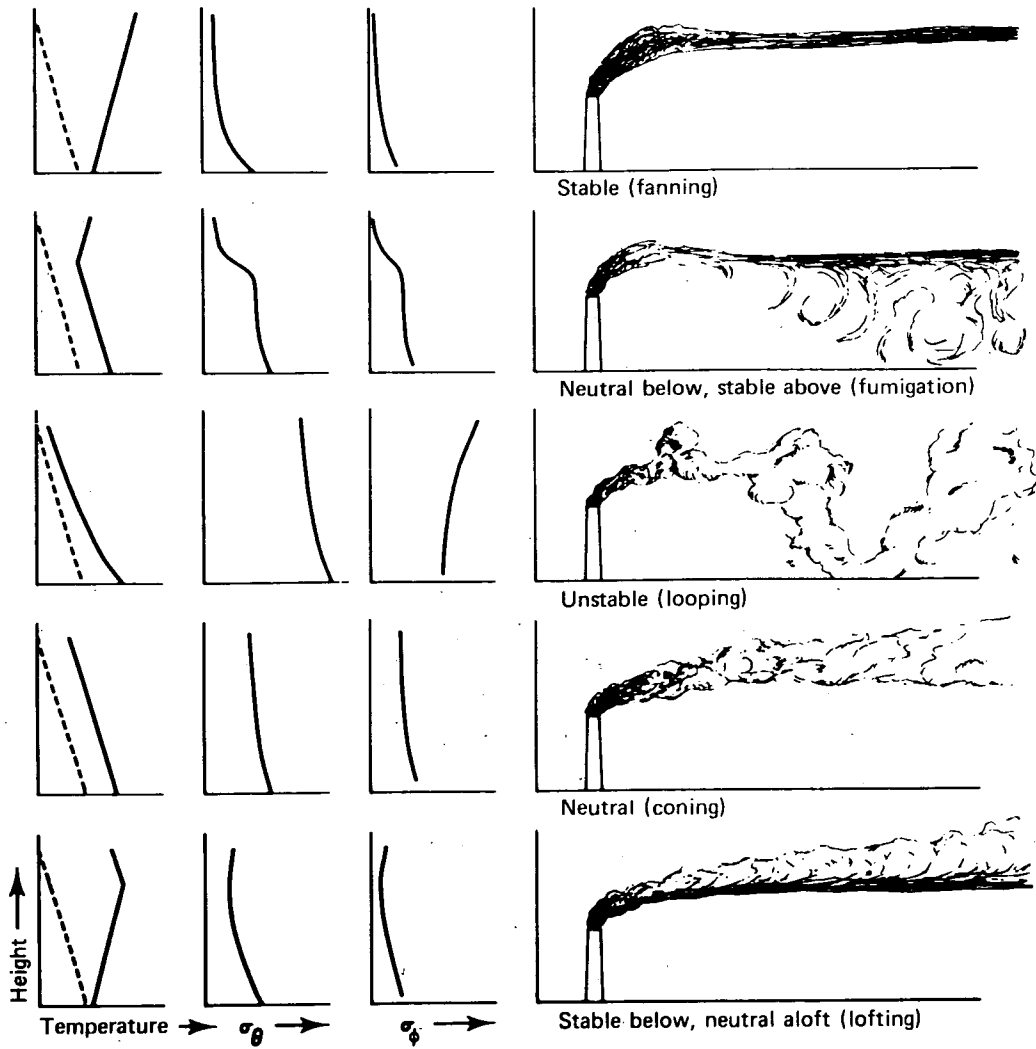 Stable (fanning)
Neutral below, stable above (fumigation)
Unstable (looping)
Neutral (coning)
Height
Temperature
σθ
σϕ
Stable below, neutral aloft (lofting)